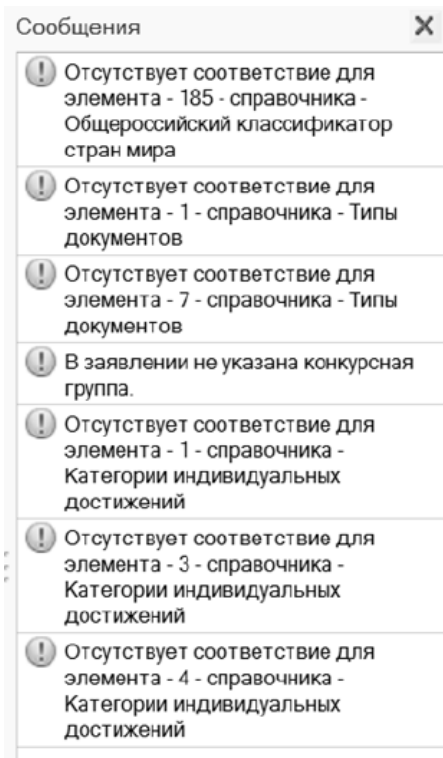 Сообщения
Отсутствует соответствие для
элемента - 185 - справочника -
Общероссийский классификатор
стран мира
Отсутствует соответствие для
элемента - 1 - справочника - Типы
документов
Отсутствует соответствие для
элемента - 7 - справочника - Типы
документов
В заявлении не указана конкурсная
группа.
Отсутствует соответствие для
элемента - 1 - справочника -
Категории индивидуальных
достижений
Отсутствует соответствие для
элемента - 3 - справочника -
Категории индивидуальных
достижений
Отсутствует соответствие для
элемента - 4 - справочника -
Категории индивидуальных
достижений